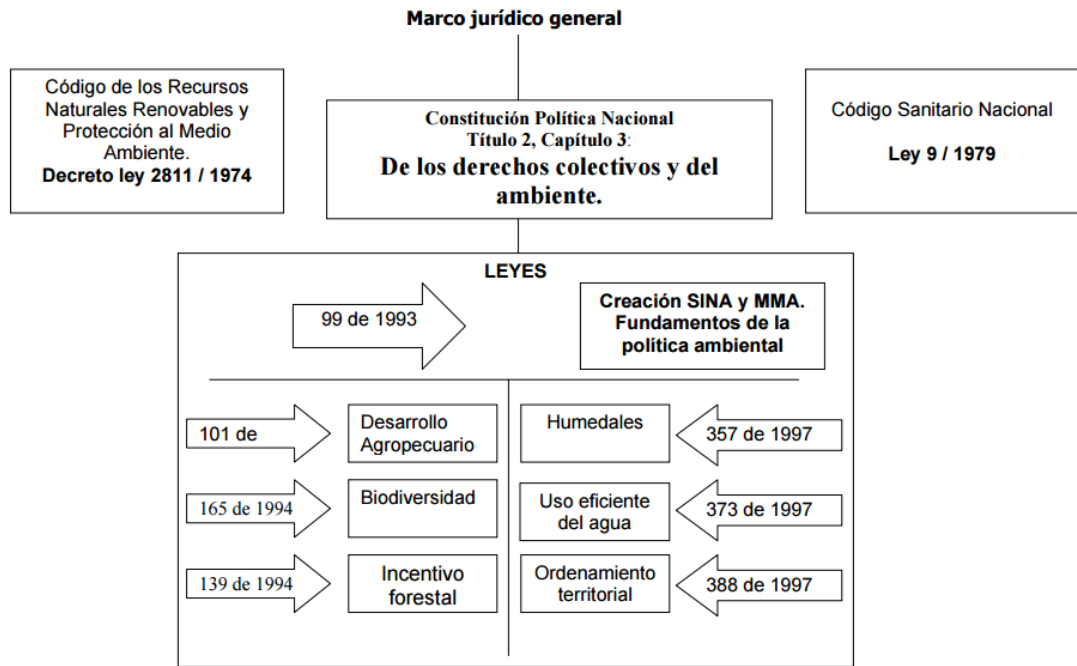 Marco jurídico general
Código de los Recursos
Naturales Renovables y
Protección al Medio
Ambiente.
Decreto ley 2811 / 1974
Constitución Política Nacional
Título 2, Capítulo 3:
De los derechos colectivos y del
ambiente.
Código Sanitario Nacional
Ley 9 / 1979
LEYES
99 de 1993
Creación SINA y MMA.
Fundamentos de la
política ambiental
101 de
Desarrollo
Agropecuario
Humedales
357 de 1997
165 de 1994
Biodiversidad
Uso eficiente
del agua
373 de 1997
139 de 1994
Incentivo
forestal
Ordenamiento
territorial
388 de 1997